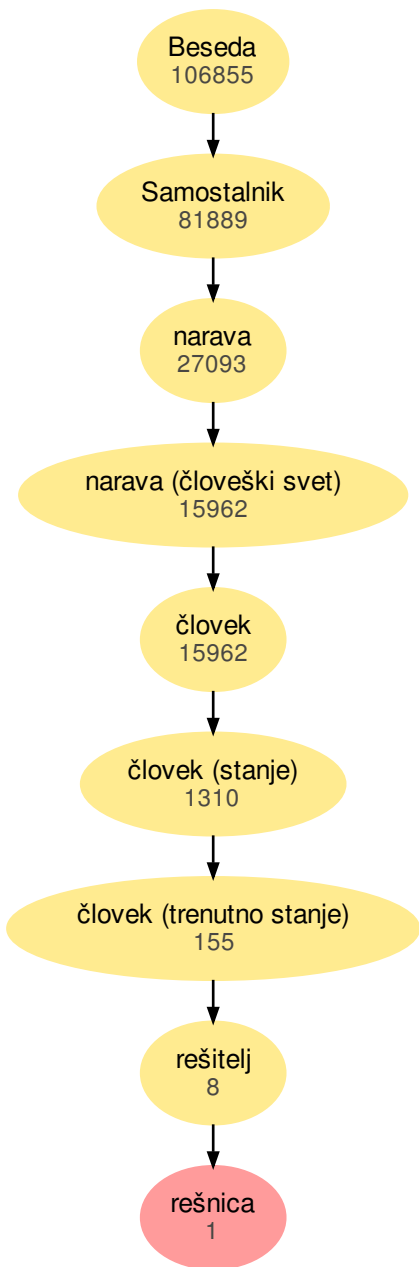 Beseda
106855
Samostalnik
81889
narava
27093
narava (človeški svet)
15962
človek
15962
človek (stanje)
1310
človek (trenutno stanje)
155
rešitelj
8
rešnica
1